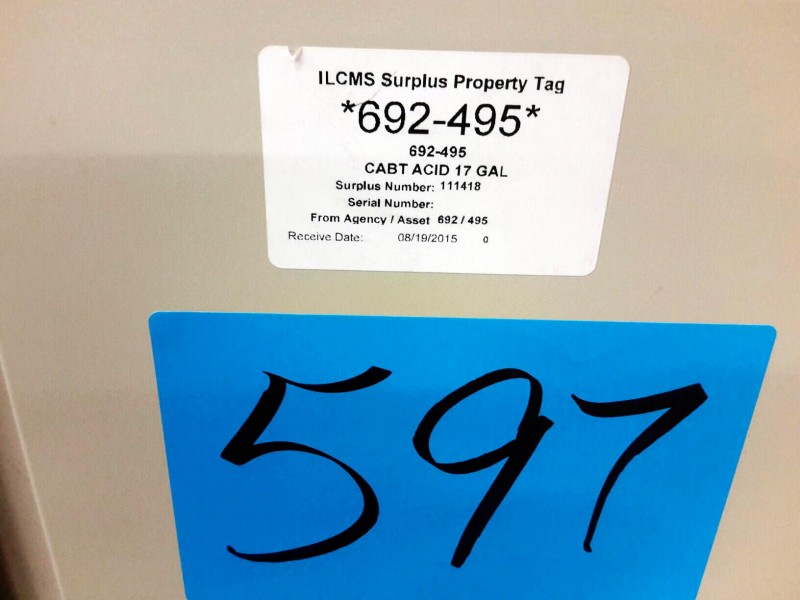 ILCMS Surplus Property Tag
*692-495*
692-495
CABT ACID 17 GAL
Surplus Number: 111418
Serial Number:
From Agency / Asset 692 / 495
Receive Date: 08/19/2015 0
597